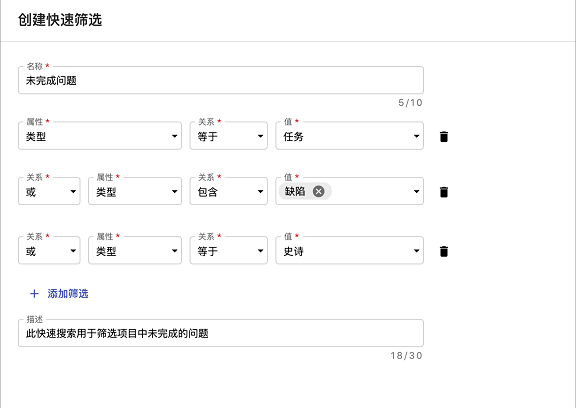 创建快速筛选
名称 *
未完成问题
5/10
属性 * 关系 * 值 *
类型 等于 任务
关系 * 属性 * 关系 * 值 *
或 类型 包含 缺陷
关系 * 属性 * 关系 * 值 *
或 类型 等于 史诗
+ 添加筛选
描述
此快速搜索用于筛选项目中未完成的问题
18/30